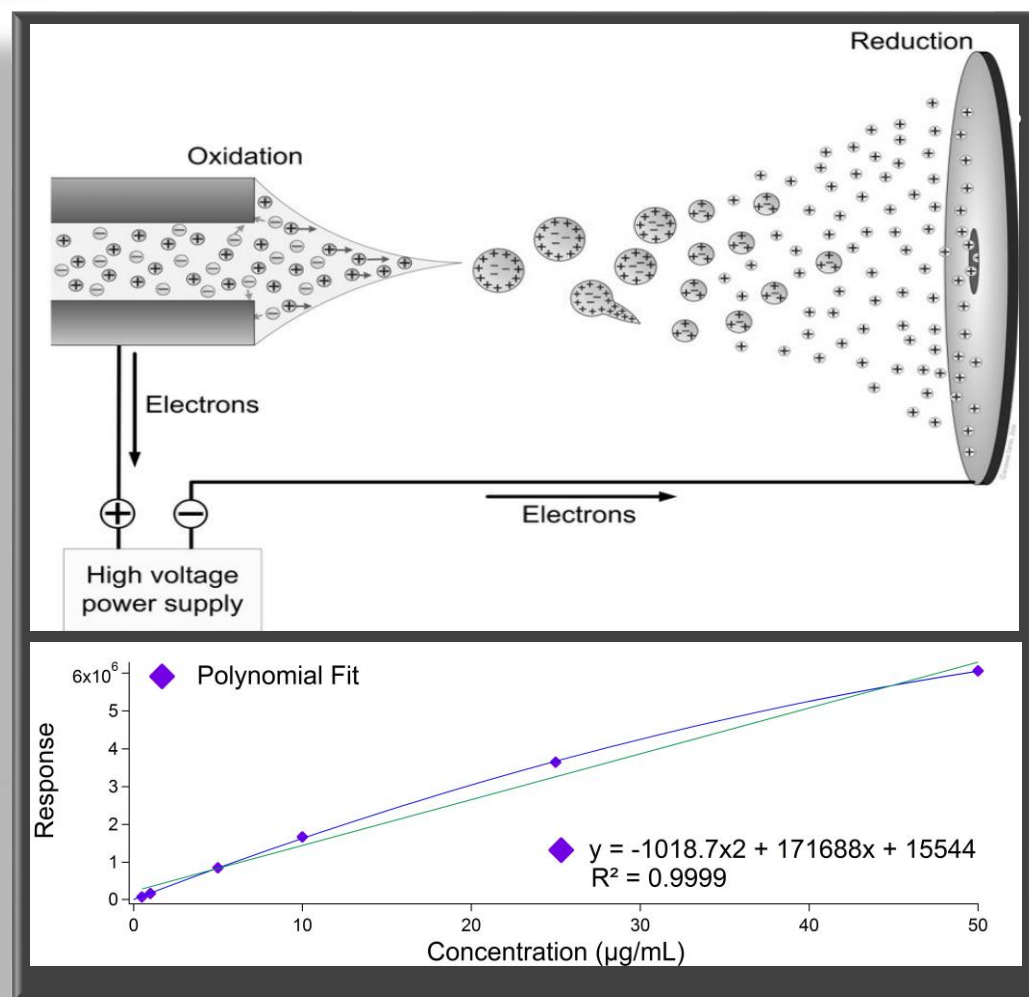 Reduction
Oxidation
Electrons
Electrons
High voltage
power supply
6x10⁶
Polynomial Fit
5
4
3
2
1
0
Response
y = -1018.7x2 + 171688x + 15544
R² = 0.9999
0 10 20 30 40 50
Concentration (µg/mL)